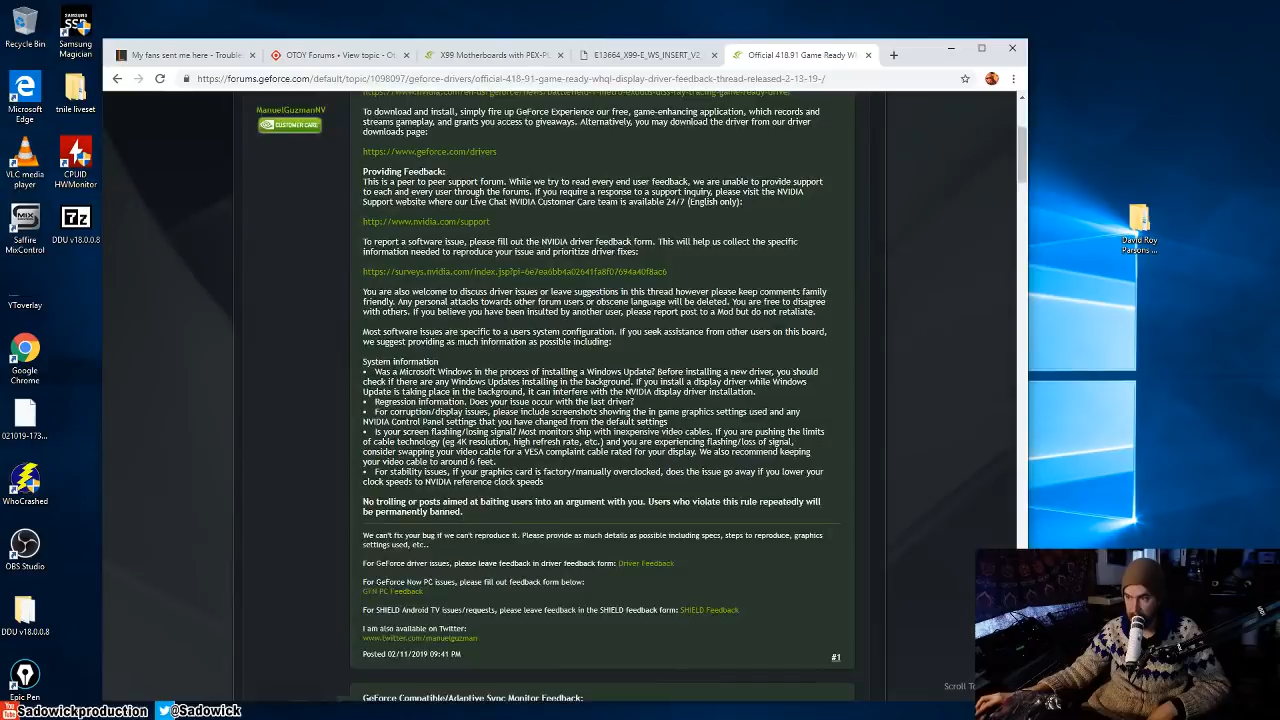 My fans sent me here - Trouble
OTOY Forums • View topic - Ot
X99 Motherboards with PEX-PL
E13664_X99-E_WS_INSERT_V2
Official 418.91 Game Ready W
https://forums.geforce.com/default/topic/1098097/geforce-drivers/official-418-91-game-ready-whql-display-driver-feedback-thread-released-2-13-19-/
Recycle Bin
Samsung Magician
Microsoft Edge
tnile liveset
VLC media player
CPUID HWMonitor
Saffire MixControl
DDU v18.0.0.8
YToverlay
Google Chrome
021019-173...
WhoCrashed
OBS Studio
DDU v18.0.0.8
Epic Pen
David Roy Parsons ...
ManuelGuzmanNV
CUSTOMER CARE
To download and install, simply fire up GeForce Experience our free, game-enhancing application, which records and
streams gameplay, and grants you access to giveaways. Alternatively, you may download the driver from our driver
downloads page:
https://www.geforce.com/drivers
Providing Feedback:
This is a peer to peer support forum. While we try to read every end user feedback, we are unable to provide support
to each and every user through the forums. If you require a response to a support inquiry, please visit the NVIDIA
Support website where our Live Chat NVIDIA Customer Care team is available 24/7 (English only):
http://www.nvidia.com/support
To report a software issue, please fill out the NVIDIA driver feedback form. This will help us collect the specific
information needed to reproduce your issue and prioritize driver fixes:
https://surveys.nvidia.com/index.jsp?pi=6e7ea6bb4a02641fa8f07694a40f8ac6
You are also welcome to discuss driver issues or leave suggestions in this thread however please keep comments family
friendly. Any personal attacks towards other forum users or obscene language will be deleted. You are free to disagree
with others. If you believe you have been insulted by another user, please report post to a Mod but do not retaliate.
Most software issues are specific to a users system configuration. If you seek assistance from other users on this board,
we suggest providing as much information as possible including:
System information
• Was a Microsoft Windows in the process of installing a Windows Update? Before installing a new driver, you should
check if there are any Windows Updates installing in the background. If you install a display driver while Windows
Update is taking place in the background, it can interfere with the NVIDIA display driver installation.
• Regression information. Does your issue occur with the last driver?
• For corruption/display issues, please include screenshots showing the in game graphics settings used and any
NVIDIA Control Panel settings that you have changed from the default settings
• Is your screen flashing/losing signal? Most monitors ship with inexpensive video cables. If you are pushing the limits
of cable technology (eg 4K resolution, high refresh rate, etc.) and you are experiencing flashing/loss of signal,
consider swapping your video cable for a VESA complaint cable rated for your display. We also recommend keeping
your video cable to around 6 feet.
• For stability issues, if your graphics card is factory/manually overclocked, does the issue go away if you lower your
clock speeds to NVIDIA reference clock speeds
No trolling or posts aimed at baiting users into an argument with you. Users who violate this rule repeatedly will
be permanently banned.
We can't fix your bug if we can't reproduce it. Please provide as much details as possible including specs, steps to reproduce, graphics
settings used, etc..
For GeForce driver issues, please leave feedback in driver feedback form: Driver Feedback
For GeForce Now PC issues, please fill out feedback form below:
GFN PC Feedback
For SHIELD Android TV issues/requests, please leave feedback in the SHIELD feedback form: SHIELD Feedback
I am also available on Twitter:
www.twitter.com/manuelguzman
Posted 02/11/2019 09:41 PM
#1
Scroll To
GeForce Compatible/Adaptive Sync Monitor Feedback:
You Tube
Sadowickproduction
@Sadowick